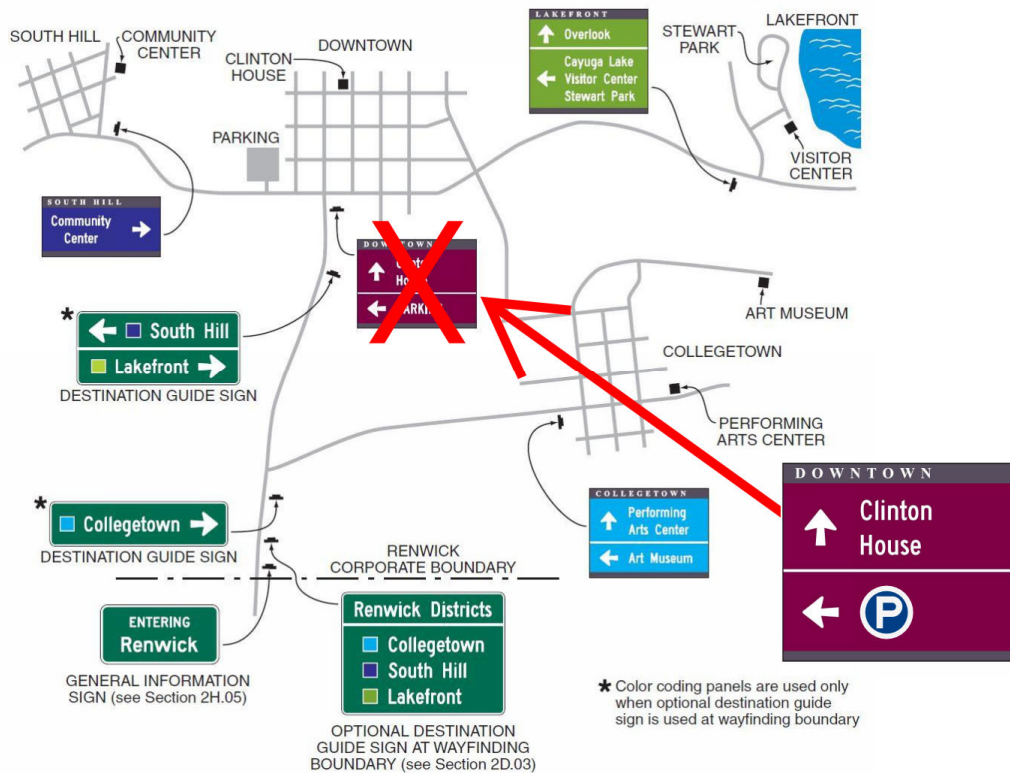 SOUTH HILL
COMMUNITY
CENTER
DOWNTOWN
CLINTON
HOUSE
PARKING
LAKEFRONT
Overlook
Cayuga Lake
Visitor Center
Stewart Park
STEWART
PARK
LAKEFRONT
VISITOR
CENTER
SOUTH HILL
Community
Center
DOWNTOWN
Clinton
House
PARKING
* South Hill
Lakefront
DESTINATION GUIDE SIGN
ART MUSEUM
COLLEGETOWN
PERFORMING
ARTS CENTER
DOWNTOWN
Clinton
House
P
* Collegetown
DESTINATION GUIDE SIGN
COLLEGETOWN
Performing
Arts Center
Art Museum
RENWICK
CORPORATE BOUNDARY
ENTERING
Renwick
GENERAL INFORMATION
SIGN (see Section 2H.05)
Renwick Districts
Collegetown
South Hill
Lakefront
OPTIONAL DESTINATION
GUIDE SIGN AT WAYFINDING
BOUNDARY (see Section 2D.03)
* Color coding panels are used only
when optional destination guide
sign is used at wayfinding boundary